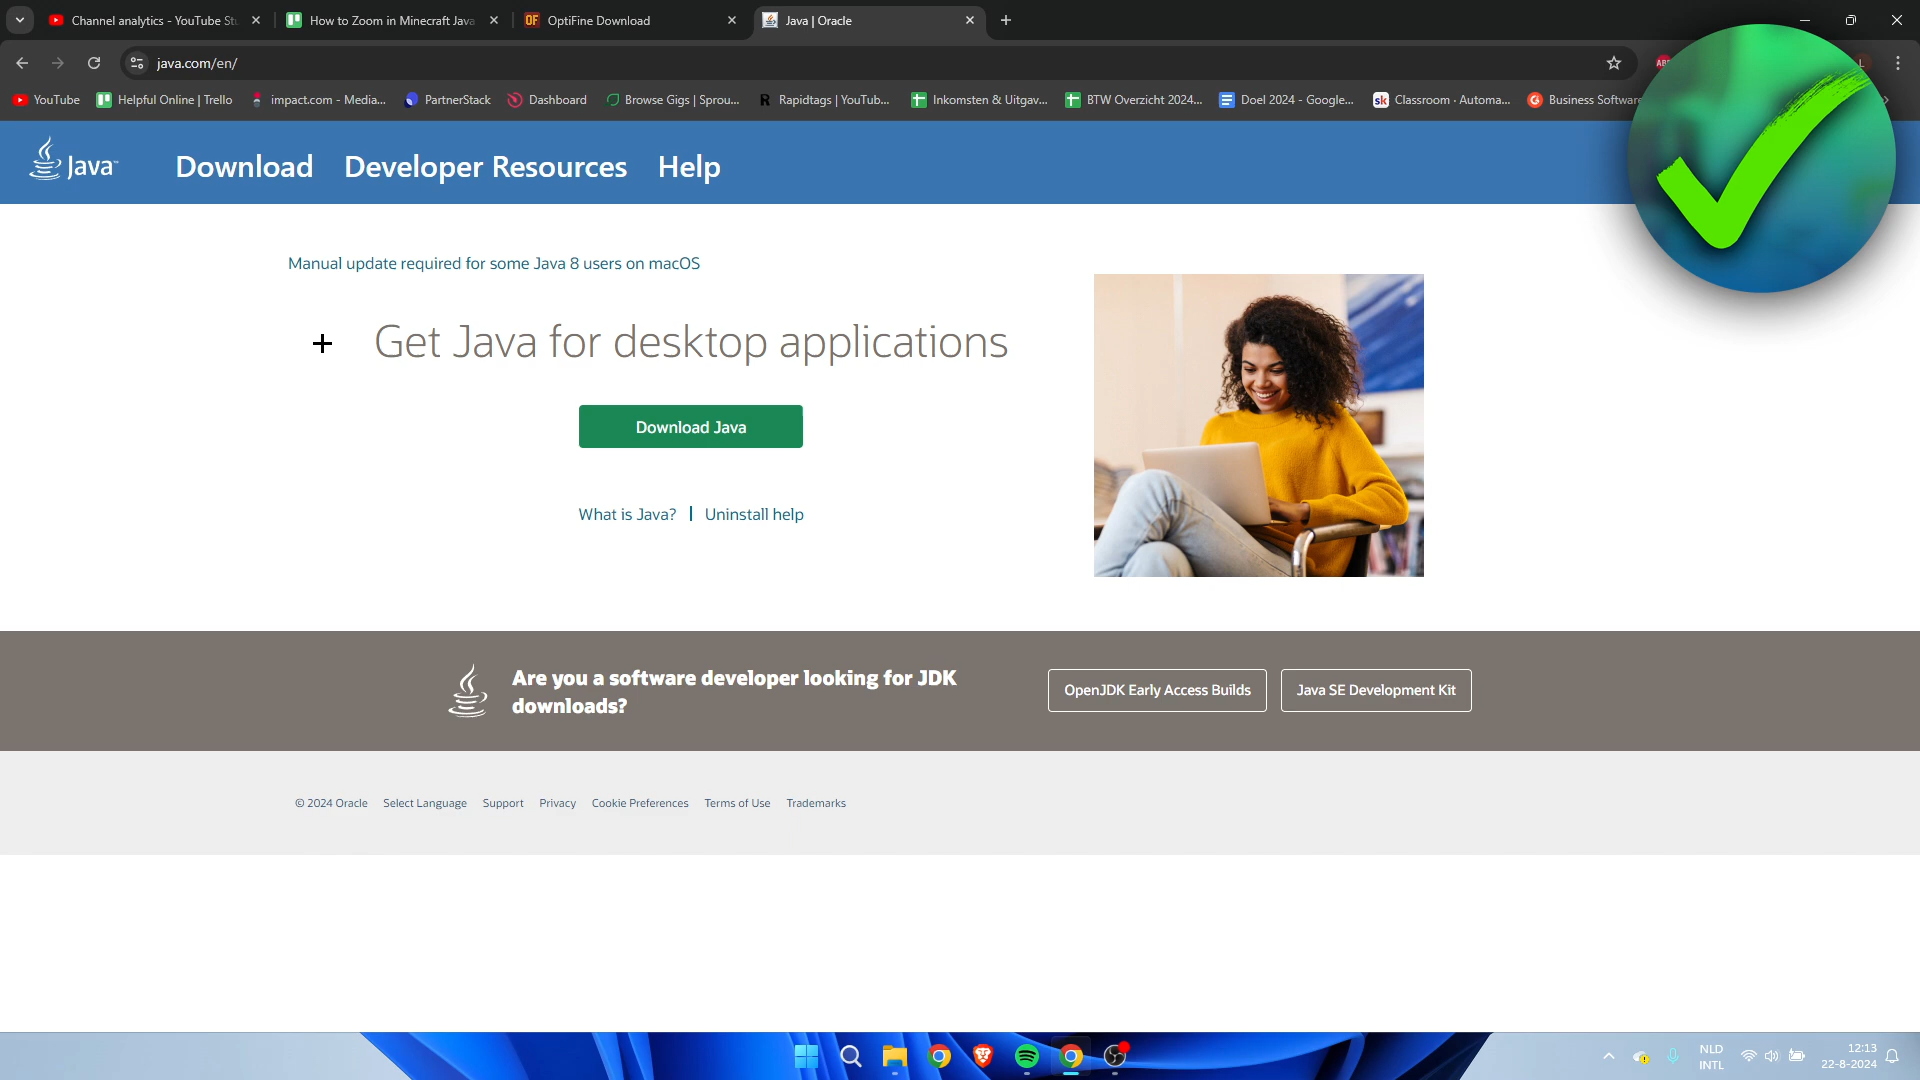 Channel analytics - YouTube St
How to Zoom in Minecraft Java
OptiFine Download
Java | Oracle
java.com/en/
YouTube
Helpful Online | Trello
impact.com - Media...
PartnerStack
Dashboard
Browse Gigs | Sprou...
Rapidtags | YouTub...
Inkomsten & Uitgav...
BTW Overzicht 2024...
Doel 2024 - Google...
Classroom - Automa...
Business Software
Java
Download
Developer Resources
Help
Manual update required for some Java 8 users on macOS
Get Java for desktop applications
Download Java
What is Java?
Uninstall help
Are you a software developer looking for JDK
downloads?
OpenJDK Early Access Builds
Java SE Development Kit
© 2024 Oracle
Select Language
Support
Privacy
Cookie Preferences
Terms of Use
Trademarks
NLD
INTL
12:13
22-8-2024